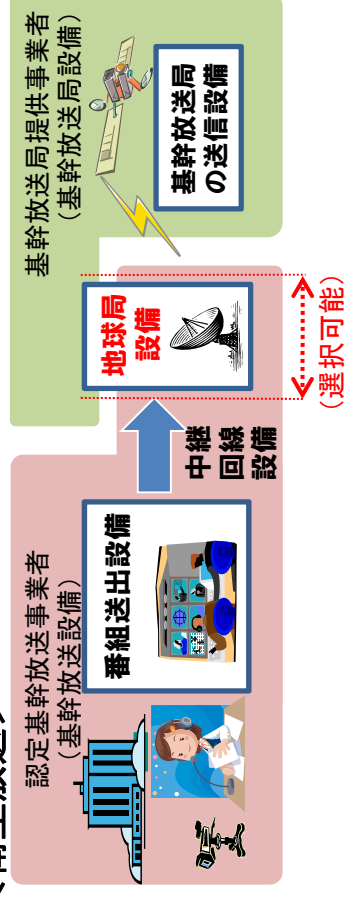 認定基幹放送事業者
（基幹放送設備）
番組送出設備
中継
回線
設備
地球局
設備
（選択可能）
基幹放送局提供事業者
（基幹放送局設備）
基幹放送局
の送信設備